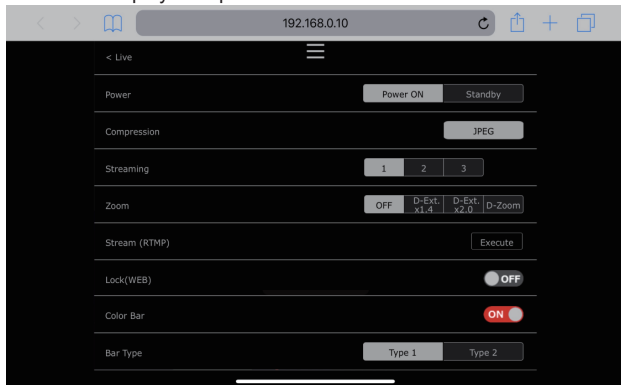 192.168.0.10
< Live
Power Power ON Standby
Compression JPEG
Streaming 1 2 3
Zoom OFF D-Ext. x1.4 D-Ext. x2.0 D-Zoom
Stream (RTMP) Execute
Lock(WEB) OFF
Color Bar ON
Bar Type Type 1 Type 2